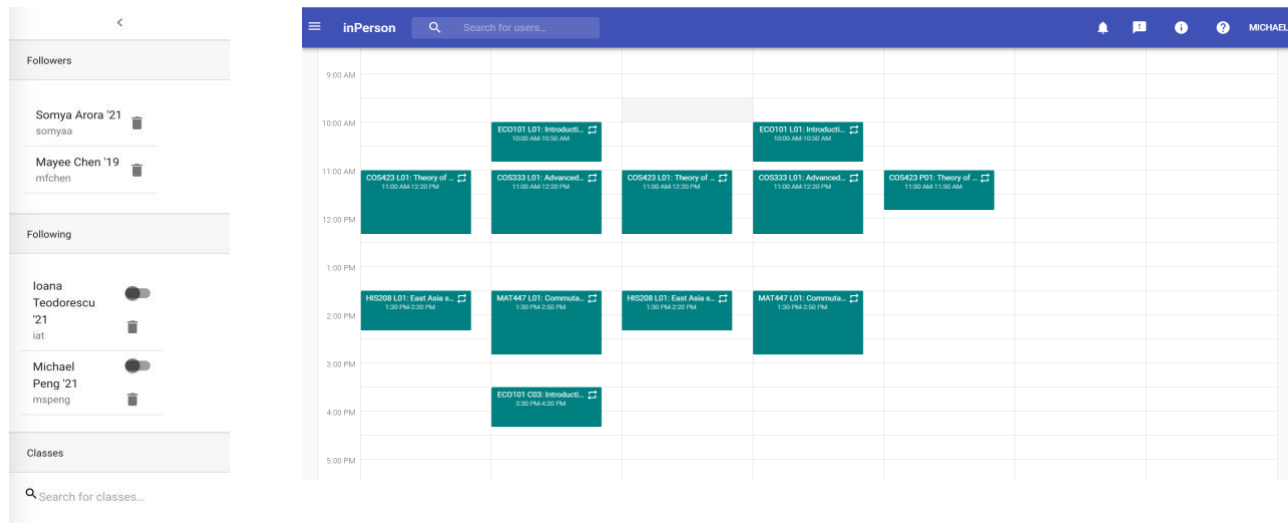 Followers
Somya Arora '21
somyaa
Mayee Chen '19
mfchen
Following
Ioana
Teodorescu
'21
iat
Michael
Peng '21
mspeng
Classes
Search for classes...
inPerson
Search for users...
MICHAEL
9:00 AM
10:00 AM
ECO101 L01: Introducti...
10:00 AM-10:50 AM
ECO101 L01: Introducti...
10:00 AM-10:50 AM
11:00 AM
COS423 L01: Theory of ...
11:00 AM-12:20 PM
COS333 L01: Advanced...
11:00 AM-12:20 PM
COS423 L01: Theory of ...
11:00 AM-12:20 PM
COS333 L01: Advanced...
11:00 AM-12:20 PM
COS423 P01: Theory of ...
11:00 AM-11:50 AM
12:00 PM
1:00 PM
HIS208 L01: East Asia s...
1:30 PM-2:20 PM
MAT447 L01: Commuta...
1:30 PM-2:50 PM
HIS208 L01: East Asia s...
1:30 PM-2:20 PM
MAT447 L01: Commuta...
1:30 PM-2:50 PM
2:00 PM
3:00 PM
ECO101 C03: Introducti...
3:30 PM-4:20 PM
4:00 PM
5:00 PM